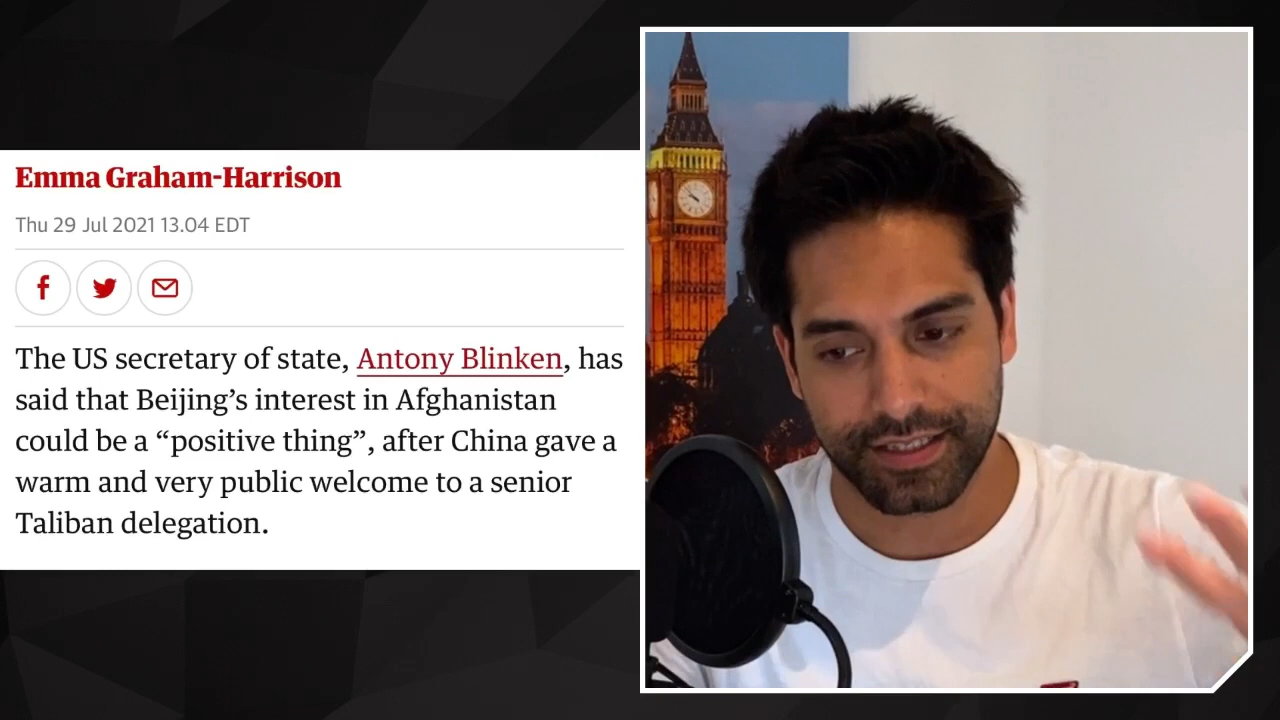 Emma Graham-Harrison
Thu 29 Jul 2021 13.04 EDT
The US secretary of state, Antony Blinken, has
said that Beijing’s interest in Afghanistan
could be a “positive thing”, after China gave a
warm and very public welcome to a senior
Taliban delegation.